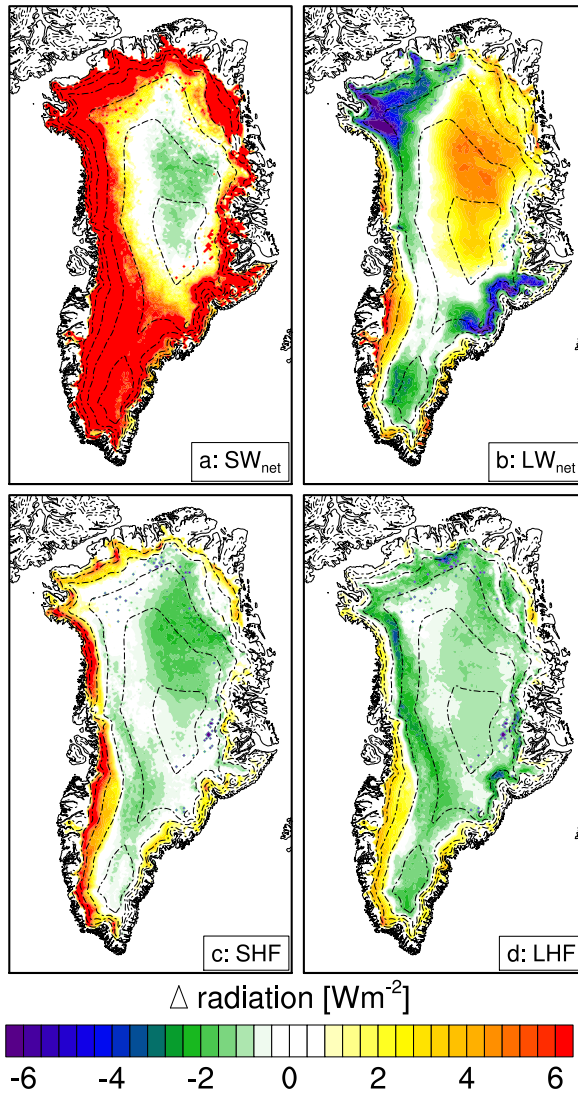 a: SWnet
b: LWnet
c: SHF
d: LHF
△ radiation [Wm-2]
-6 -4 -2 0 2 4 6